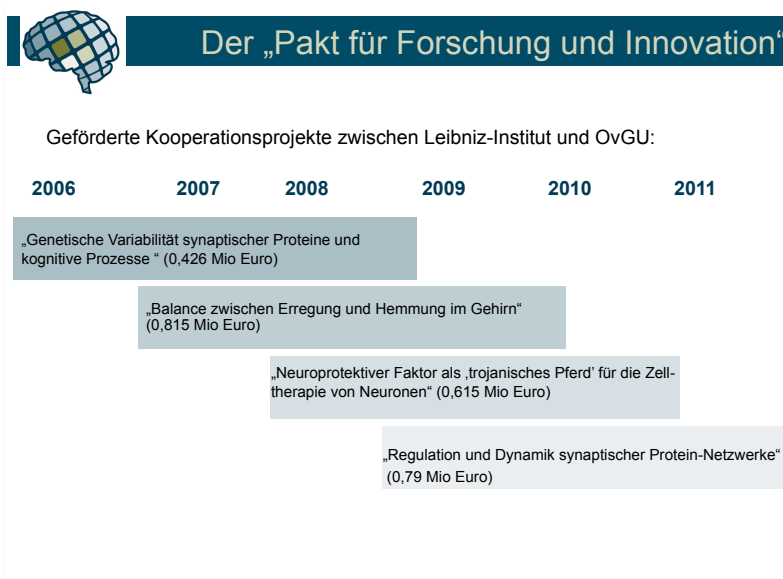 Der „Pakt für Forschung und Innovation“
Geförderte Kooperationsprojekte zwischen Leibniz-Institut und OvGU:
2006 2007 2008 2009 2010 2011
„Genetische Variabilität synaptischer Proteine und
kognitive Prozesse “ (0,426 Mio Euro)
„Balance zwischen Erregung und Hemmung im Gehirn“
(0,815 Mio Euro)
„Neuroprotektiver Faktor als ‚trojanisches Pferd’ für die Zell-
therapie von Neuronen“ (0,615 Mio Euro)
„Regulation und Dynamik synaptischer Protein-Netzwerke“
(0,79 Mio Euro)